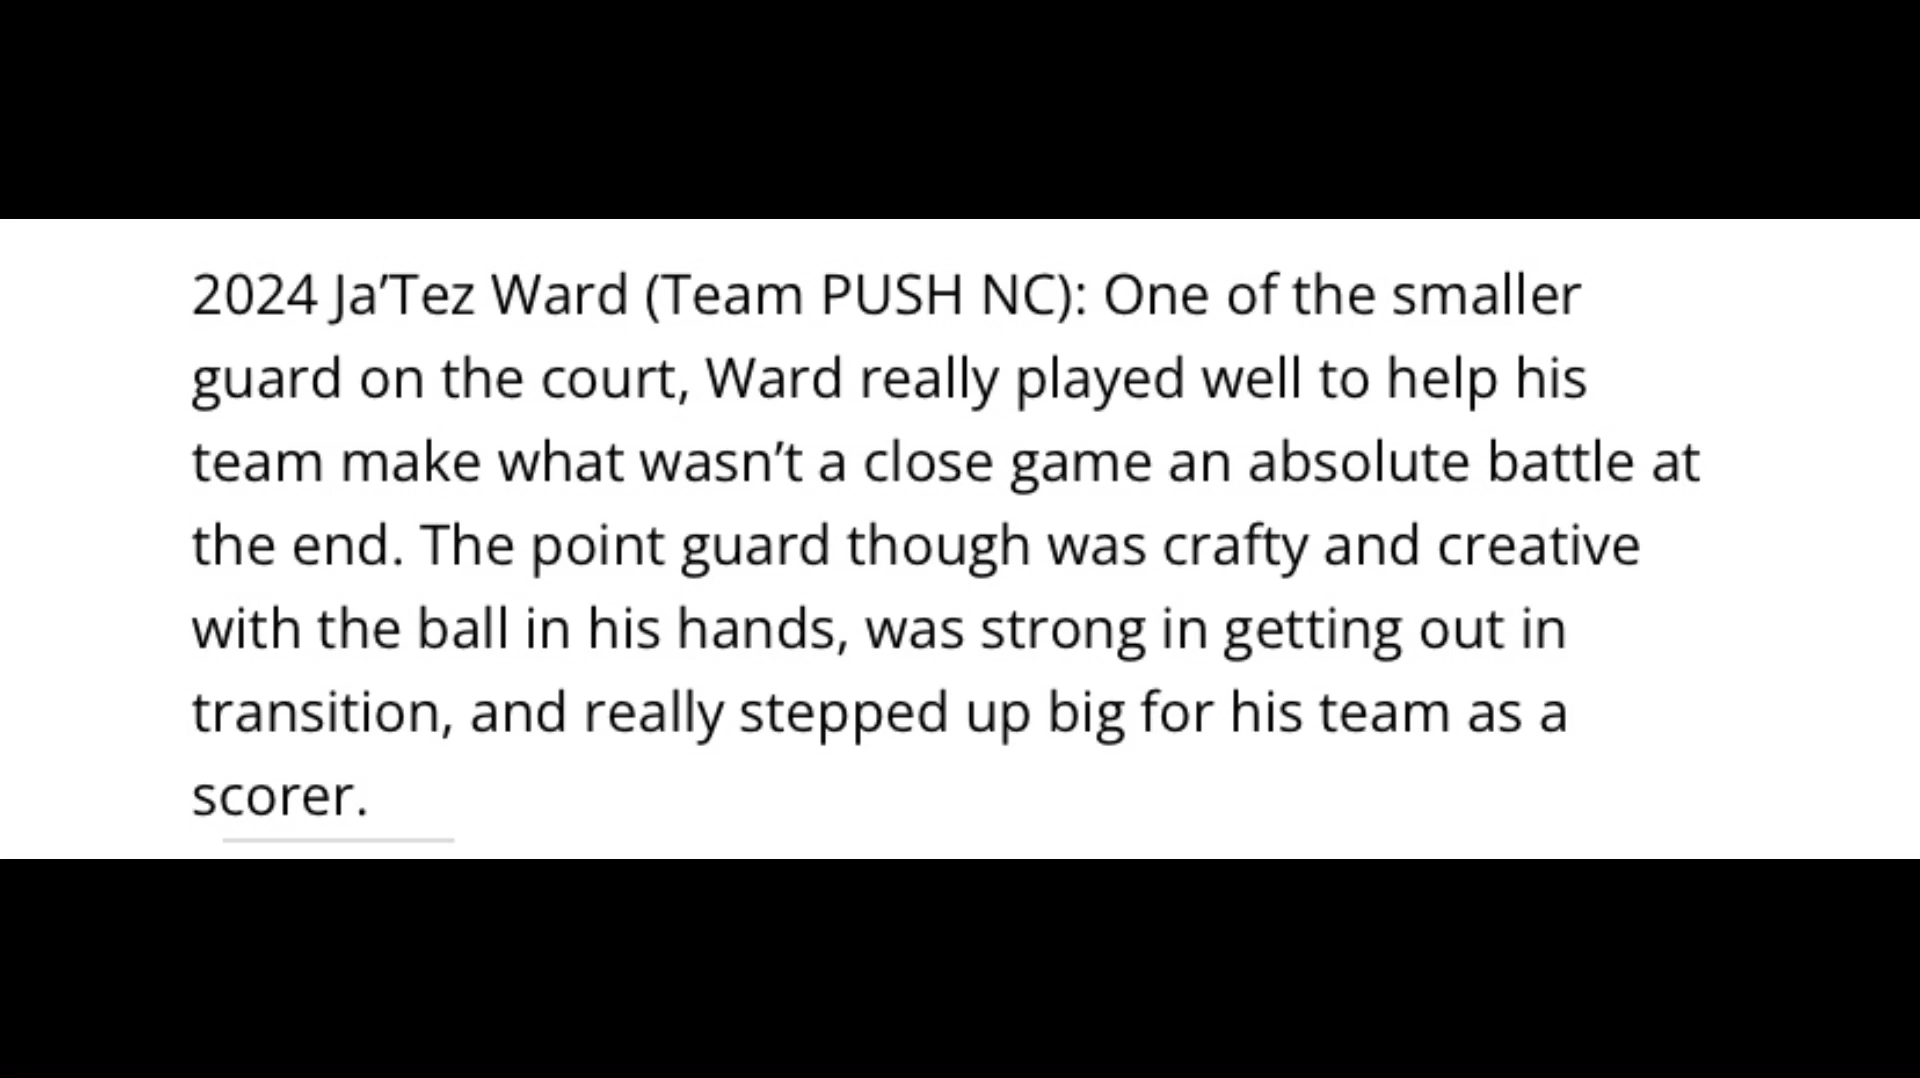 2024 Ja’Tez Ward (Team PUSH NC): One of the smaller
guard on the court, Ward really played well to help his
team make what wasn’t a close game an absolute battle at
the end. The point guard though was crafty and creative
with the ball in his hands, was strong in getting out in
transition, and really stepped up big for his team as a
scorer.